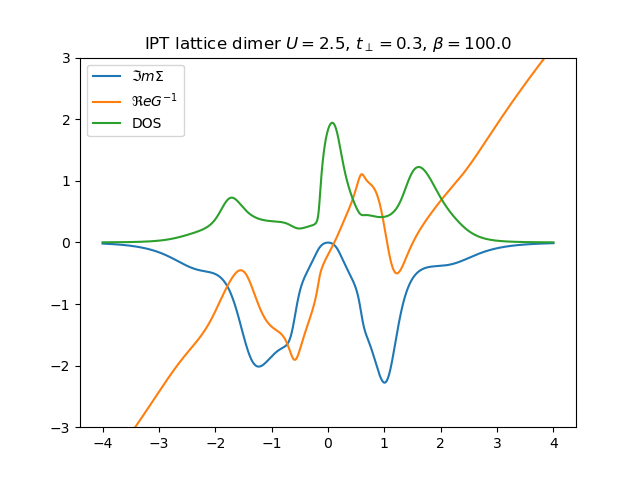 IPT lattice dimer U = 2.5, t⊥ = 0.3, β = 100.0
ℑmΣ
ℜeG⁻¹
DOS
3
2
1
0
−1
−2
−3
−4 −3 −2 −1 0 1 2 3 4